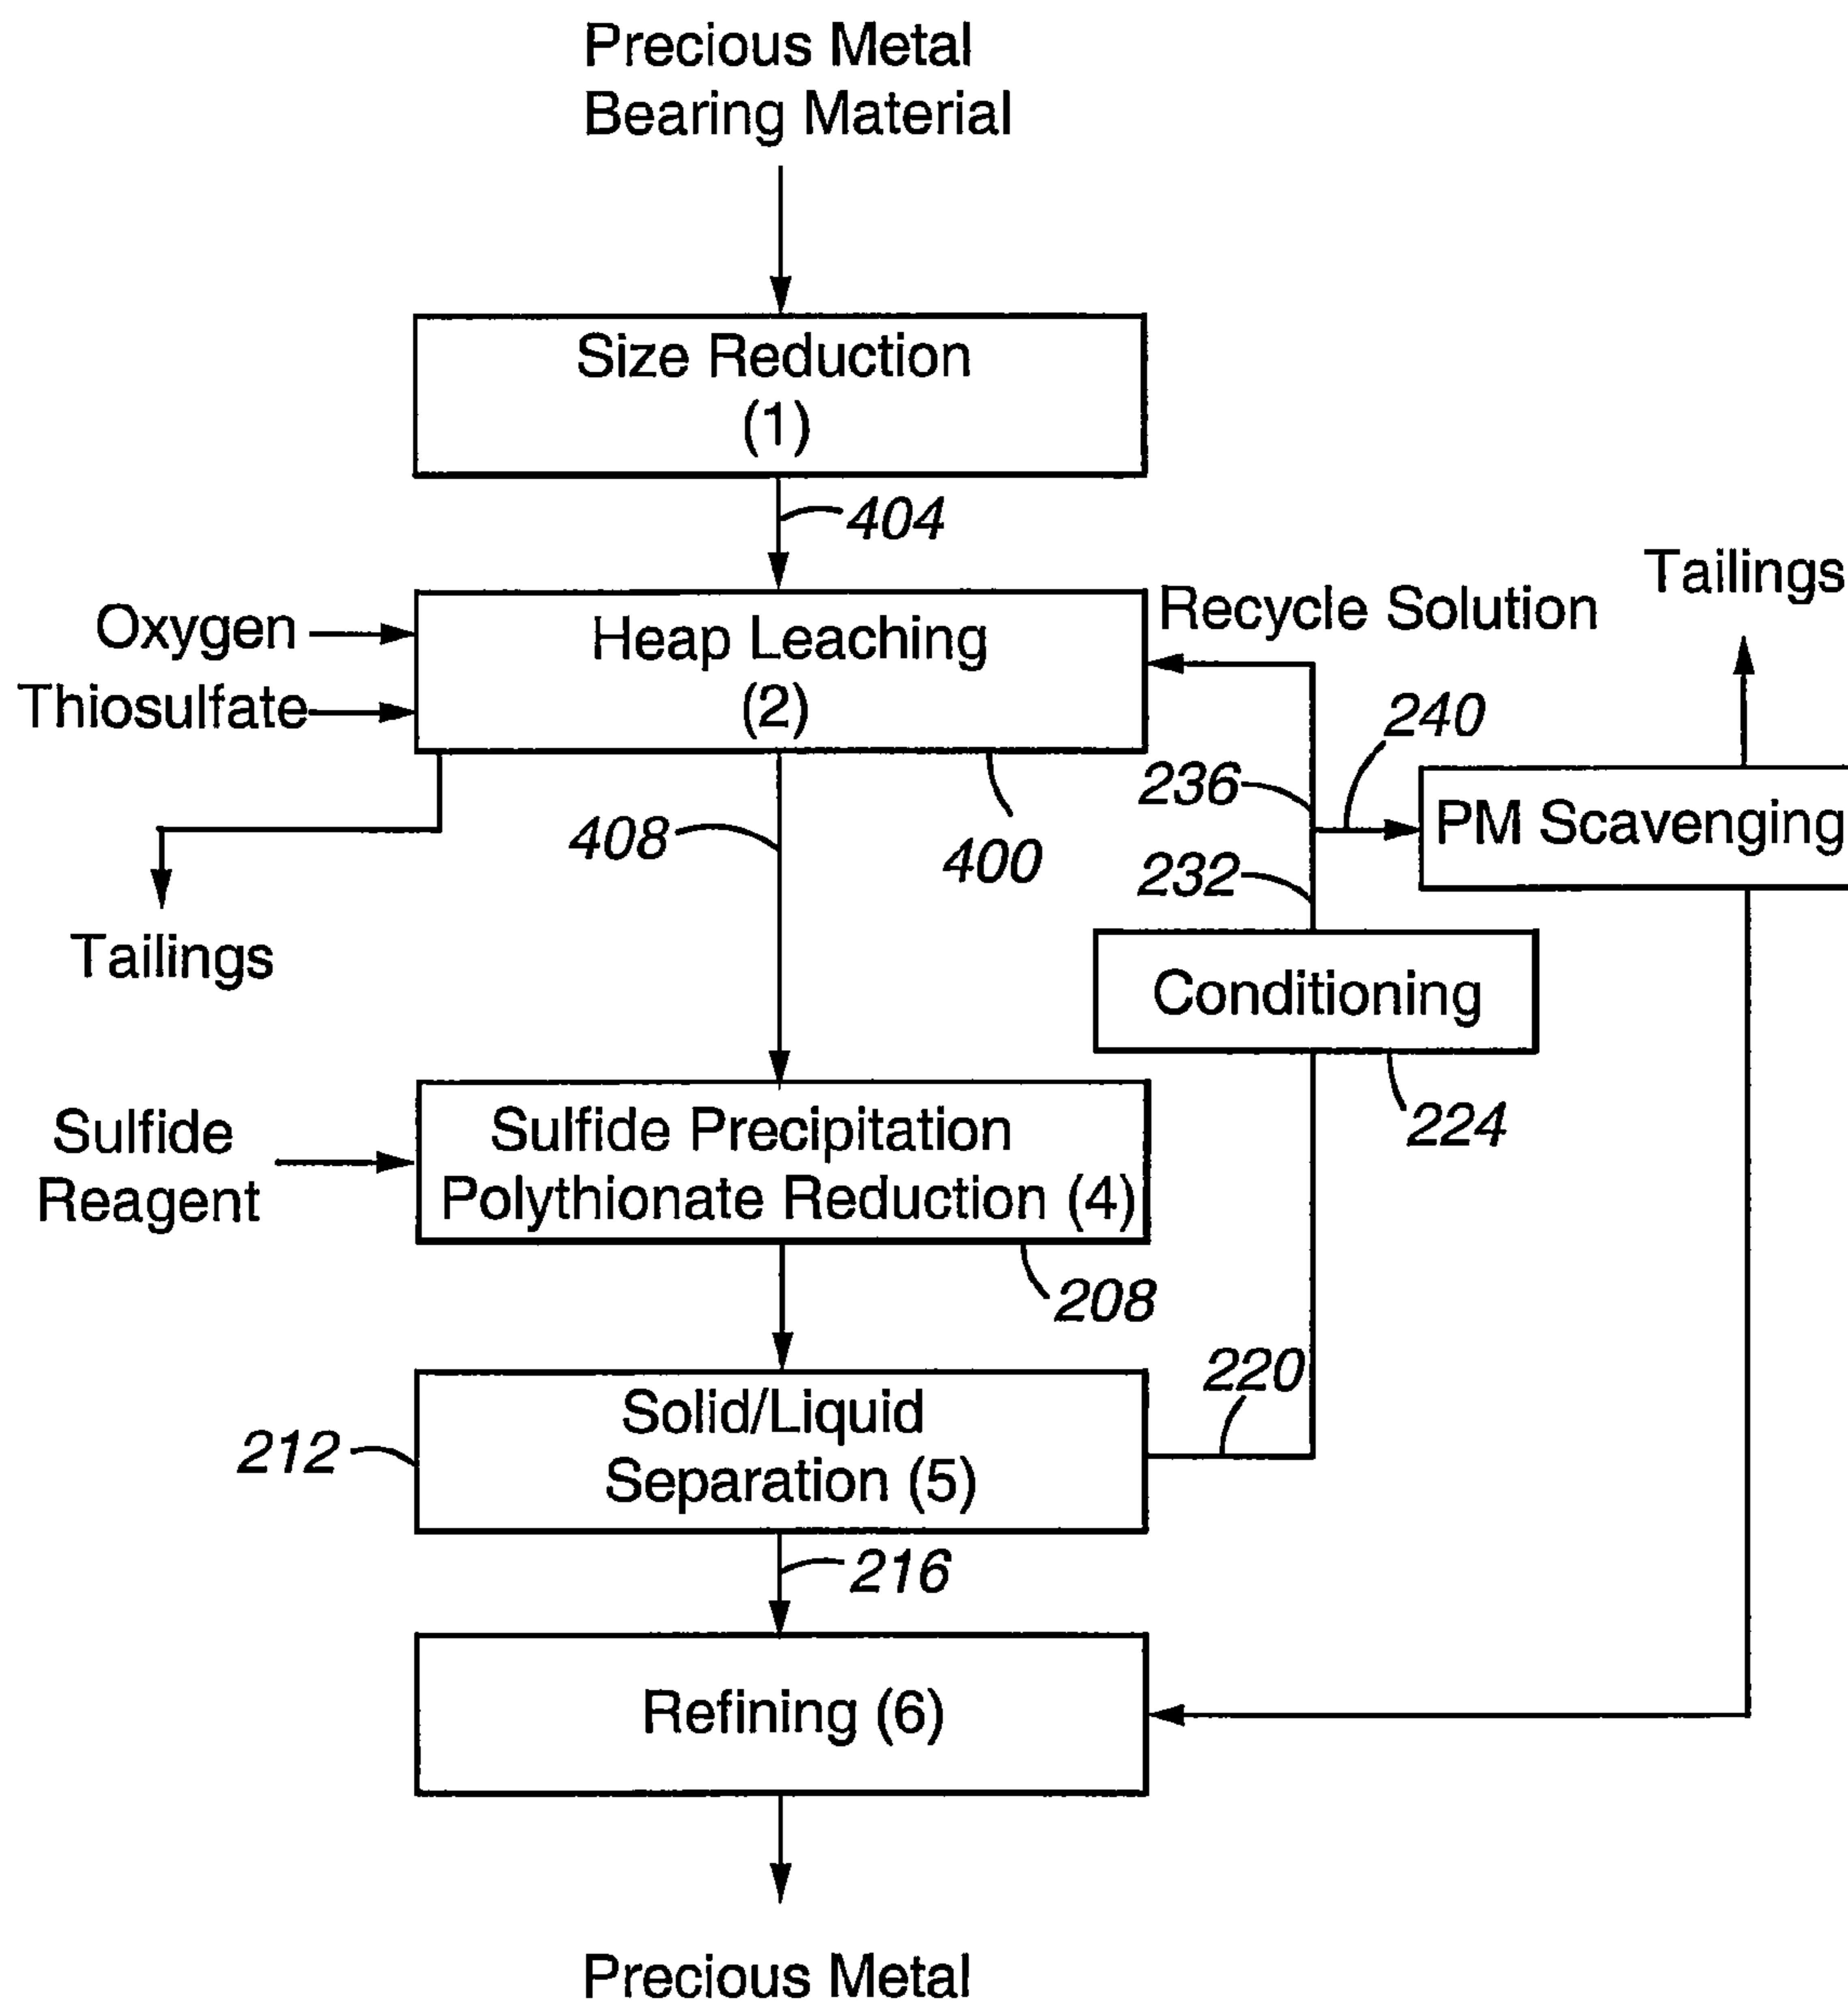 Precious Metal
Bearing Material
Size Reduction
(1)
404
Oxygen
Thiosulfate
Heap Leaching
(2)
Recycle Solution
Tailings
240
236
PM Scavenging
408
400
232
Tailings
Conditioning
224
Sulfide
Reagent
Sulfide Precipitation
Polythionate Reduction (4)
208
220
212
Solid/Liquid
Separation (5)
216
Refining (6)
Precious Metal